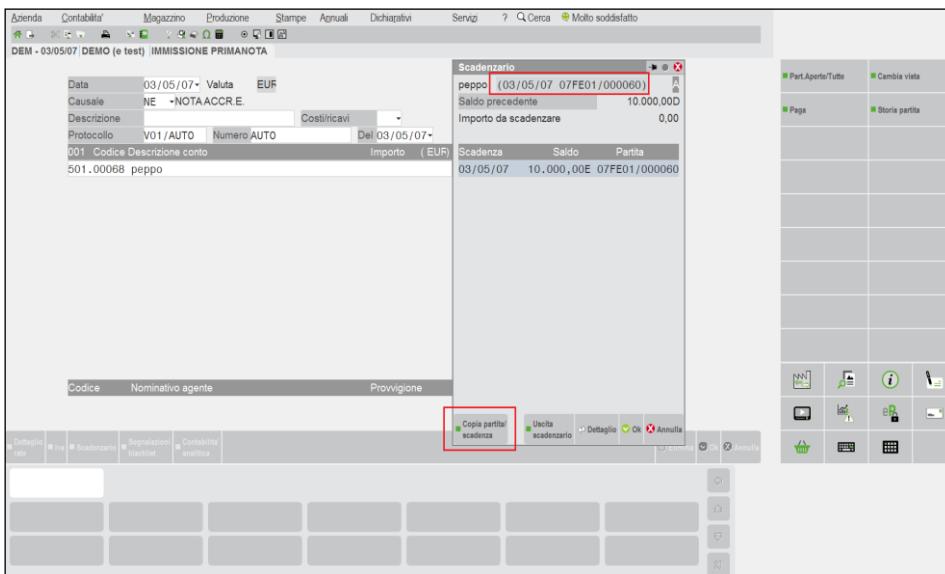 Azienda Contabilita' Magazzino Produzione Stampe Annuali Dichiarativi Servizi ? Cerca Molto soddisfatto
DEM - 03/05/07 DEMO (e test) IMMISSIONE PRIMANOTA
Data 03/05/07 Valuta EUR
Causale NE NOTA ACCR.E.
Descrizione Costi/ricavi
Protocollo V01/AUTO Numero AUTO Del 03/05/07
001 Codice Descrizione conto Importo (EUR)
501.00068 peppo
Codice Nominativo agente Provvigione
Scadenzario
peppo (03/05/07 07FE01/000060)
Saldo precedente 10.000,00D
Importo da scadenzare 0,00
Scadenza Saldo Partita
03/05/07 10.000,00E 07FE01/000060
Copia partita/
scadenza
Uscita
scadenzario
Dettaglio Ok Annulla
Part.Aperte/Tutte Cambia vista
Paga Storia partita
Dettaglio
rate
Iva
Scadenzario
Segnalazioni
blacklist
Contabilita'
analitica
Elimina Ok Annulla